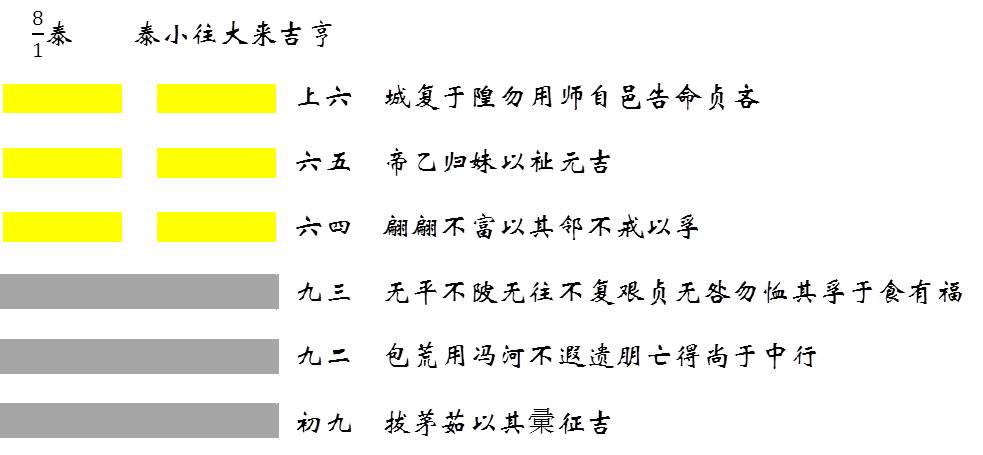 8/1泰 泰小往大来吉亨
上六 城复于隍勿用师自邑告命贞吝
六五 帝乙归妹以祉元吉
六四 翩翩不富以其邻不戒以孚
九三 无平不陂无往不复艰贞无咎勿恤其孚于食有福
九二 包荒用冯河不遐遗朋亡得尚于中行
初九 拔茅茹以其彚征吉